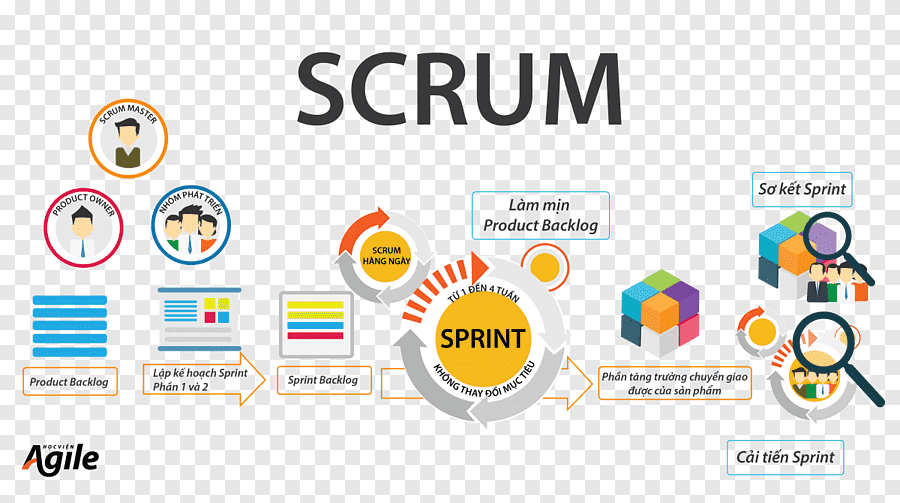 SCRUM
SCRUM MASTER
PRODUCT OWNER
NHÓM PHÁT TRIỂN
Product Backlog
Lập kế hoạch Sprint
Phần 1 và 2
Sprint Backlog
SCRUM
HÀNG NGÀY
TỪ 1 ĐẾN 4 TUẦN
SPRINT
KHÔNG THAY ĐỔI MỤC TIÊU
Làm mịn
Product Backlog
Phần tăng trưởng chuyển giao
được của sản phẩm
Sơ kết Sprint
Cải tiến Sprint
HỌC VIỆN
Agile